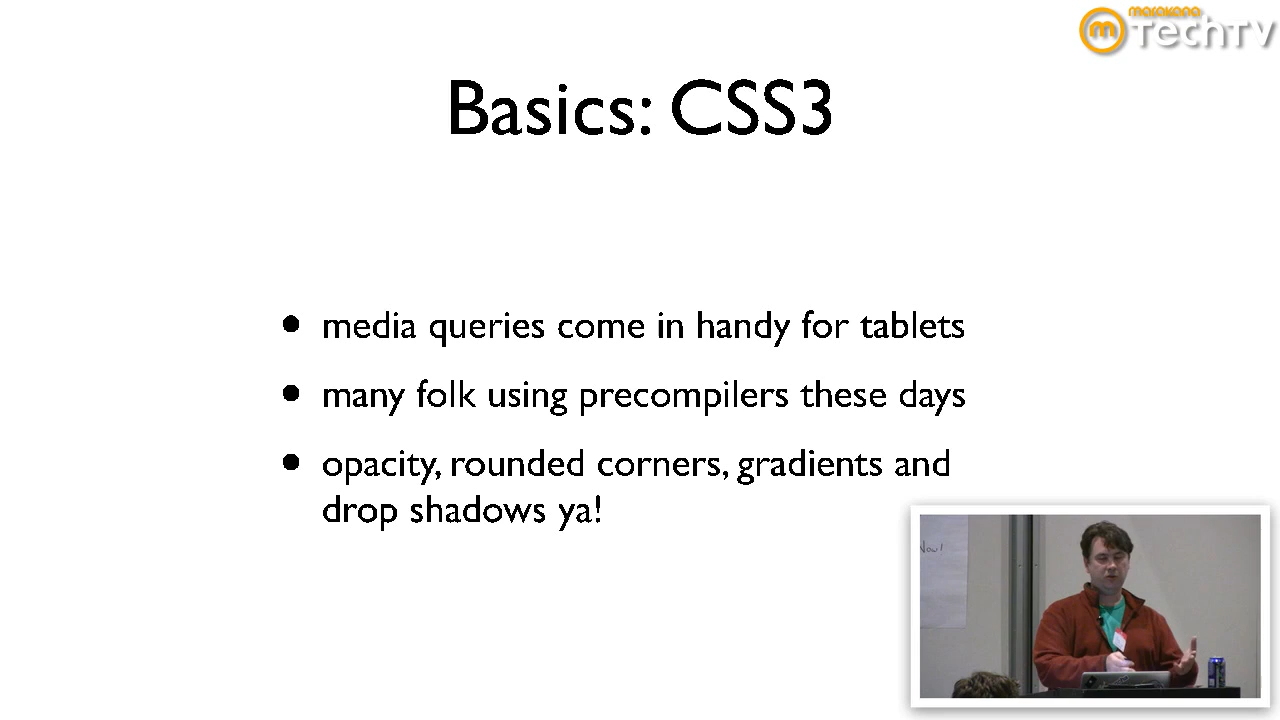 marakana
TechTV
Basics: CSS3
• media queries come in handy for tablets
• many folk using precompilers these days
• opacity, rounded corners, gradients and
drop shadows ya!
Now!